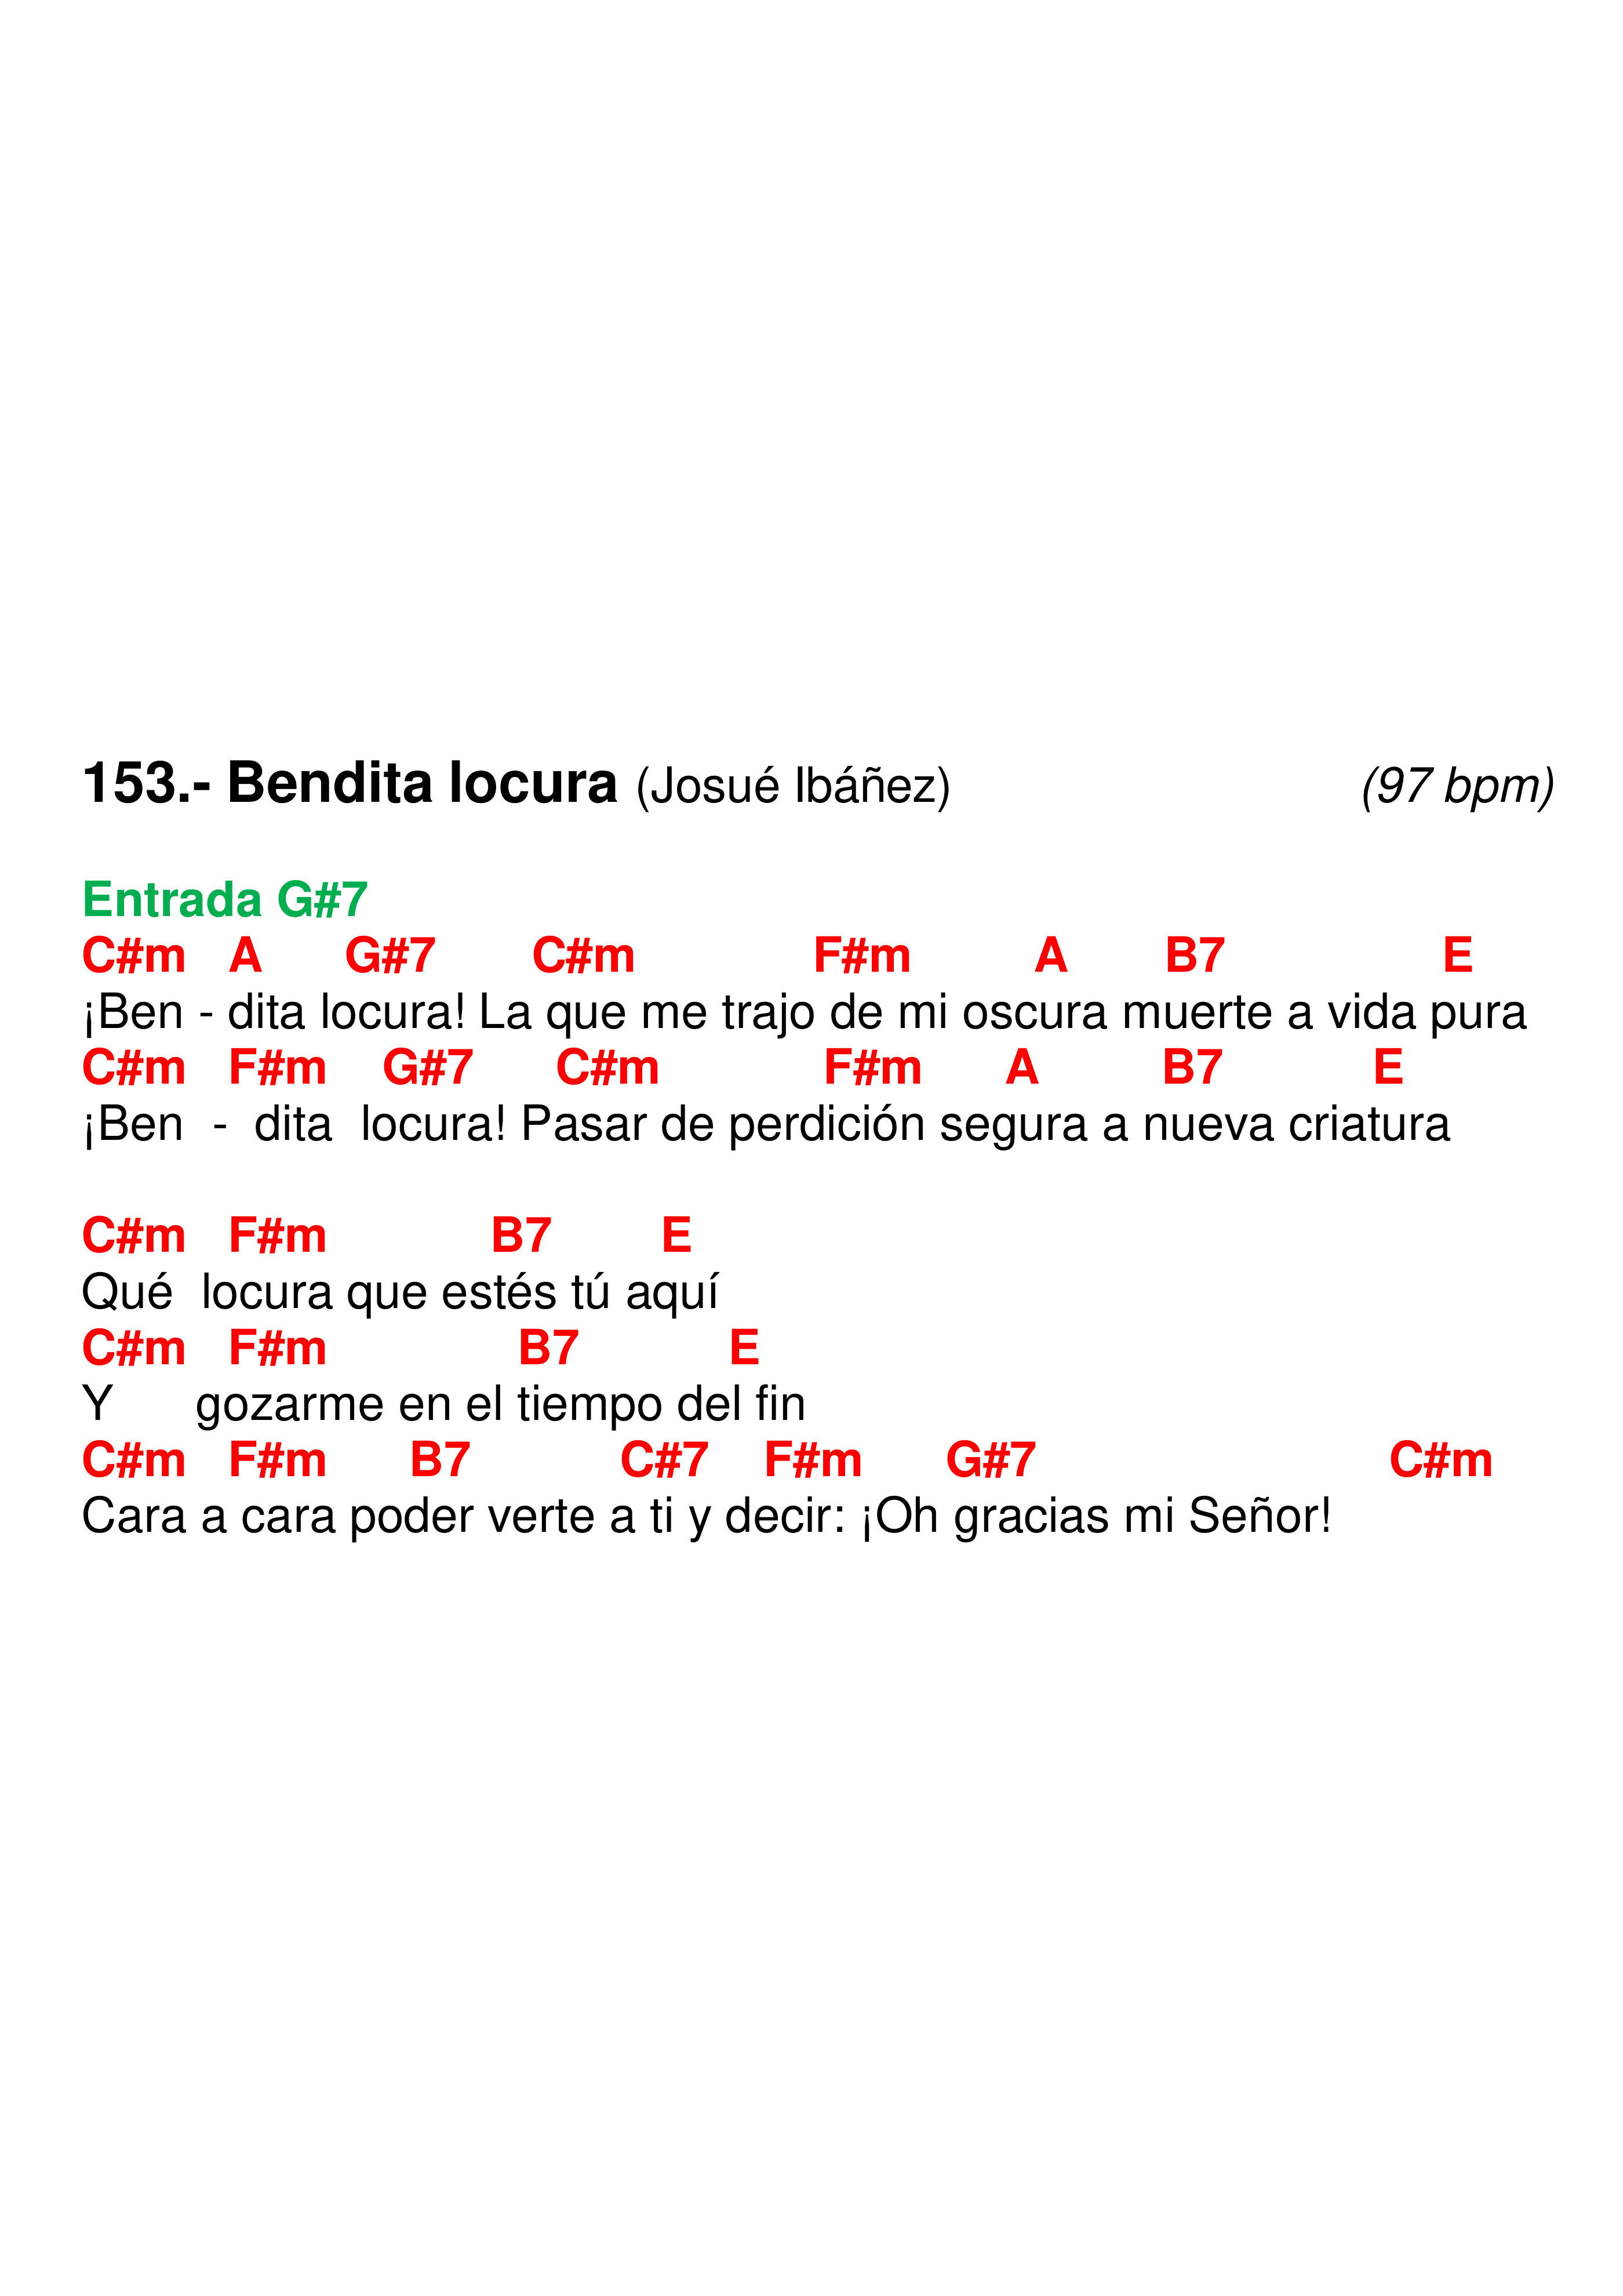 153.- Bendita locura (Josué Ibáñez) (97 bpm)
Entrada G#7
C#m A G#7 C#m F#m A B7 E
¡Ben - dita locura! La que me trajo de mi oscura muerte a vida pura
C#m F#m G#7 C#m F#m A B7 E
¡Ben - dita locura! Pasar de perdición segura a nueva criatura
C#m F#m B7 E
Qué locura que estés tú aquí
C#m F#m B7 E
Y gozarme en el tiempo del fin
C#m F#m B7 C#7 F#m G#7 C#m
Cara a cara poder verte a ti y decir: ¡Oh gracias mi Señor!